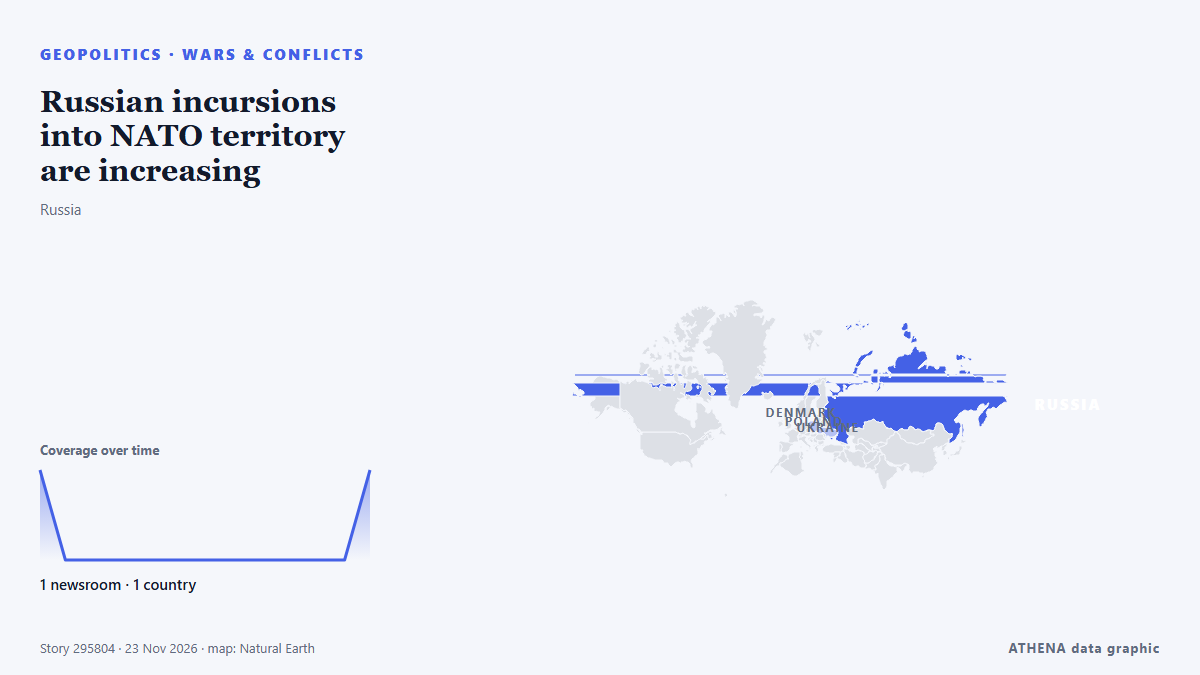 GEOPOLITICS · WARS & CONFLICTS
Russian incursions
into NATO territory
are increasing
Russia
DENMARK
POLAND
UKRAINE
RUSSIA
Coverage over time
1 newsroom · 1 country
Story 295804 · 23 Nov 2026 · map: Natural Earth
ATHENA data graphic